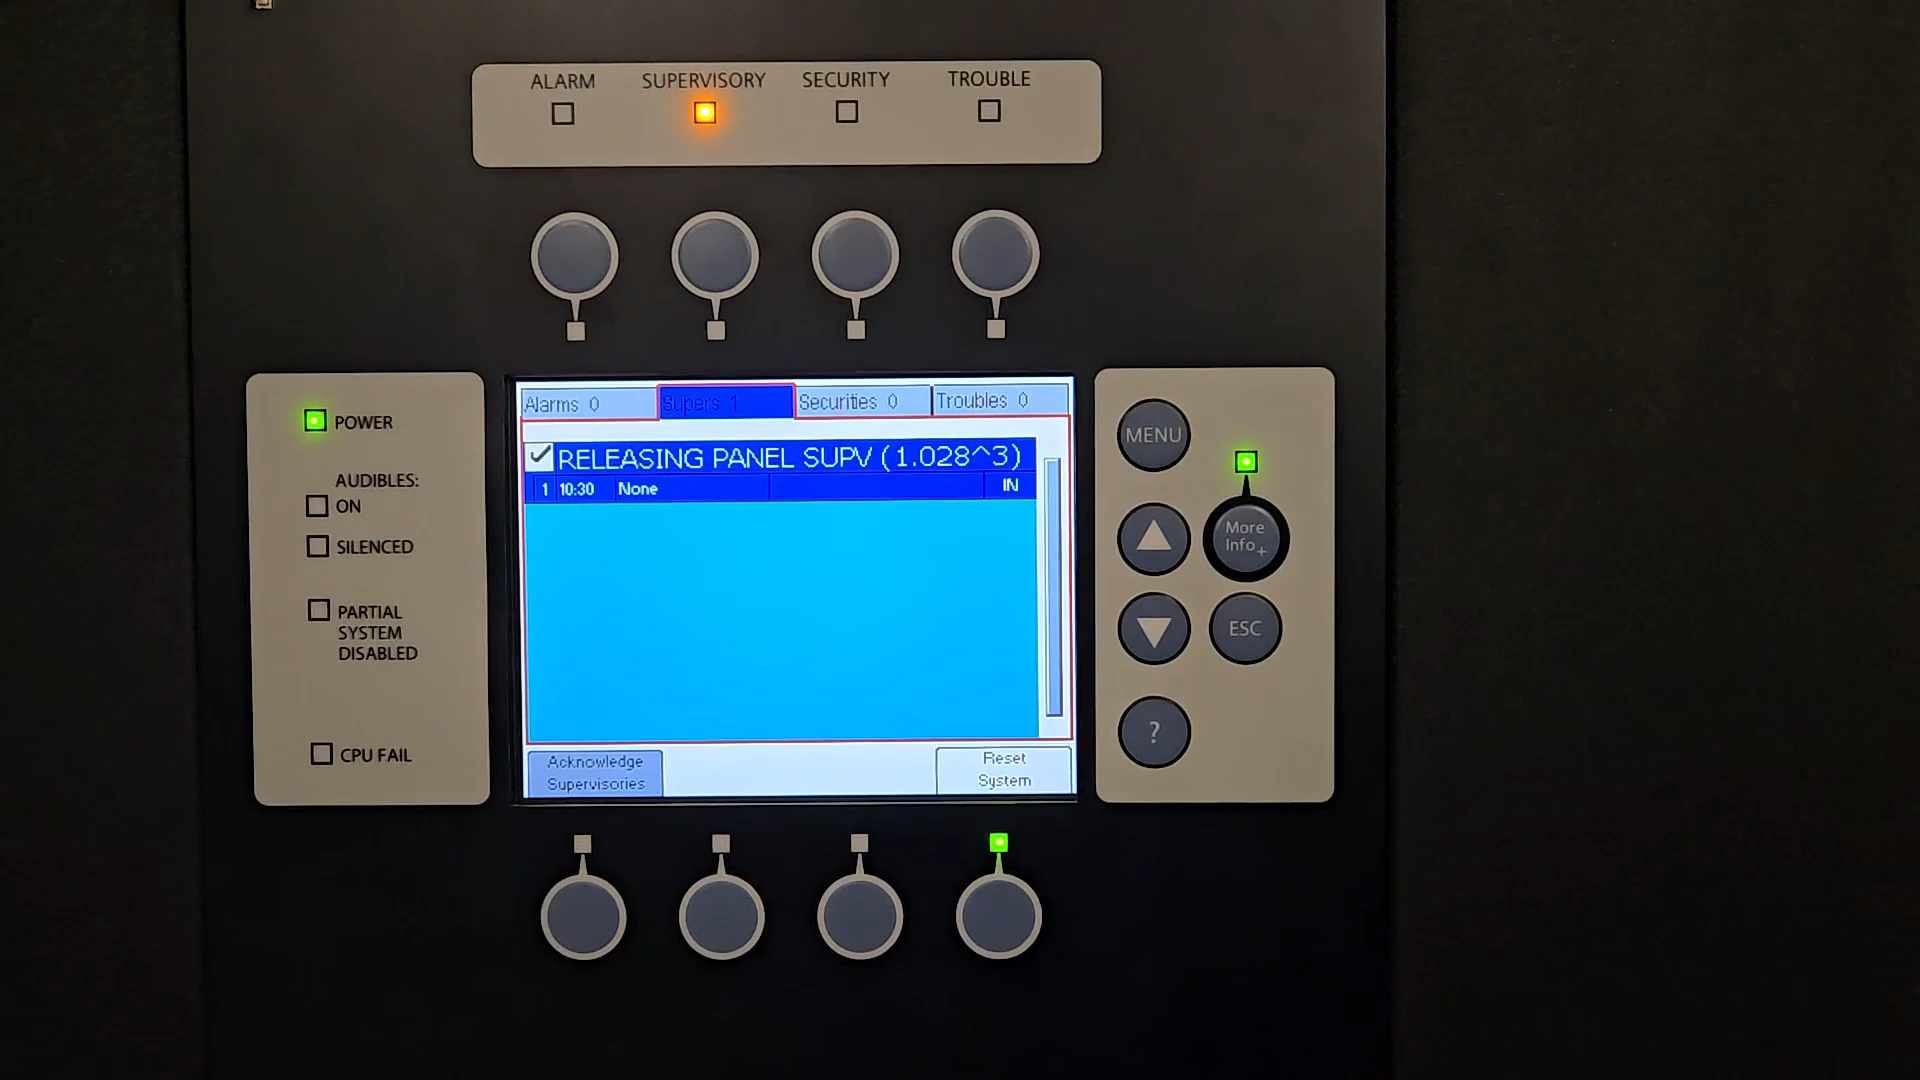 ALARM SUPERVISORY SECURITY TROUBLE
Alarms 0 Supers 1 Securities 0 Troubles 0
RELEASING PANEL SUPV (1.028^3)
1 10:30 None IN
Acknowledge
Supervisories
Reset
System
POWER
AUDIBLES:
ON
SILENCED
PARTIAL
SYSTEM
DISABLED
CPU FAIL
MENU
More
Info+
ESC
?